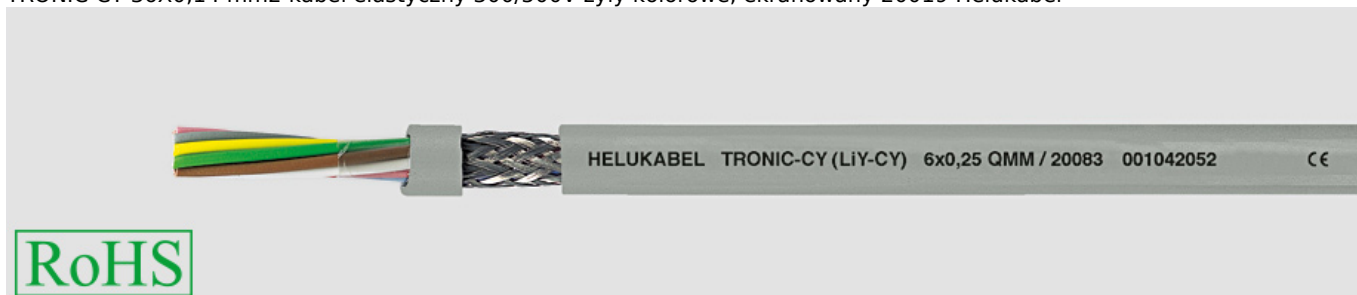 HELUKABEL TRONIC-CY (LiY-CY) 6x0,25 QMM / 20083 001042052 CE
RoHS